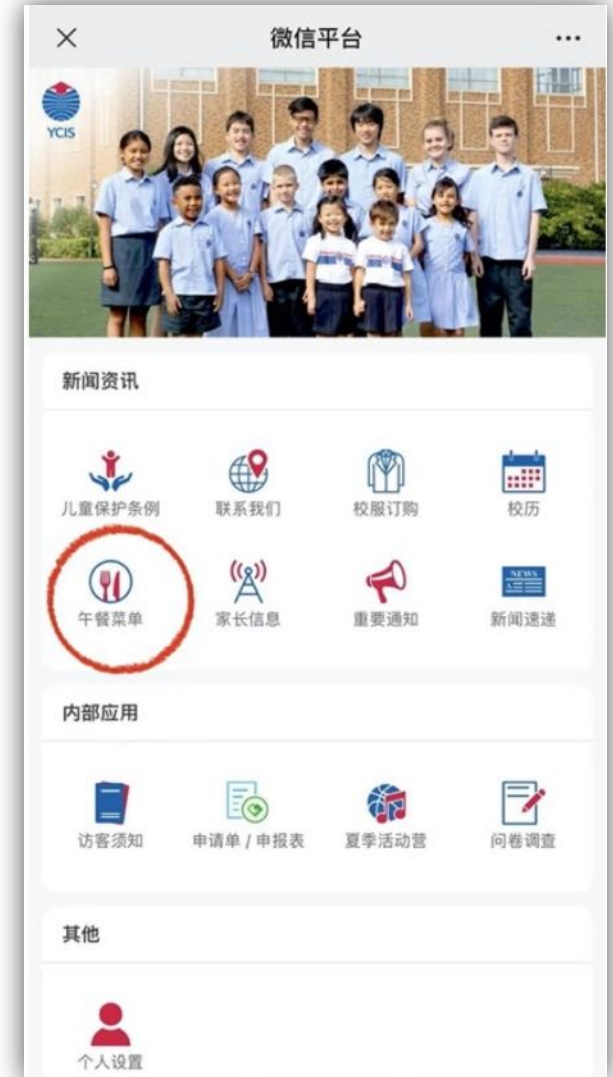 微信平台
YCIS
新闻资讯
儿童保护条例
联系我们
校服订购
校历
午餐菜单
家长信息
重要通知
NEWS
新闻速递
内部应用
访客须知
申请单 / 申报表
夏季活动营
问卷调查
其他
个人设置